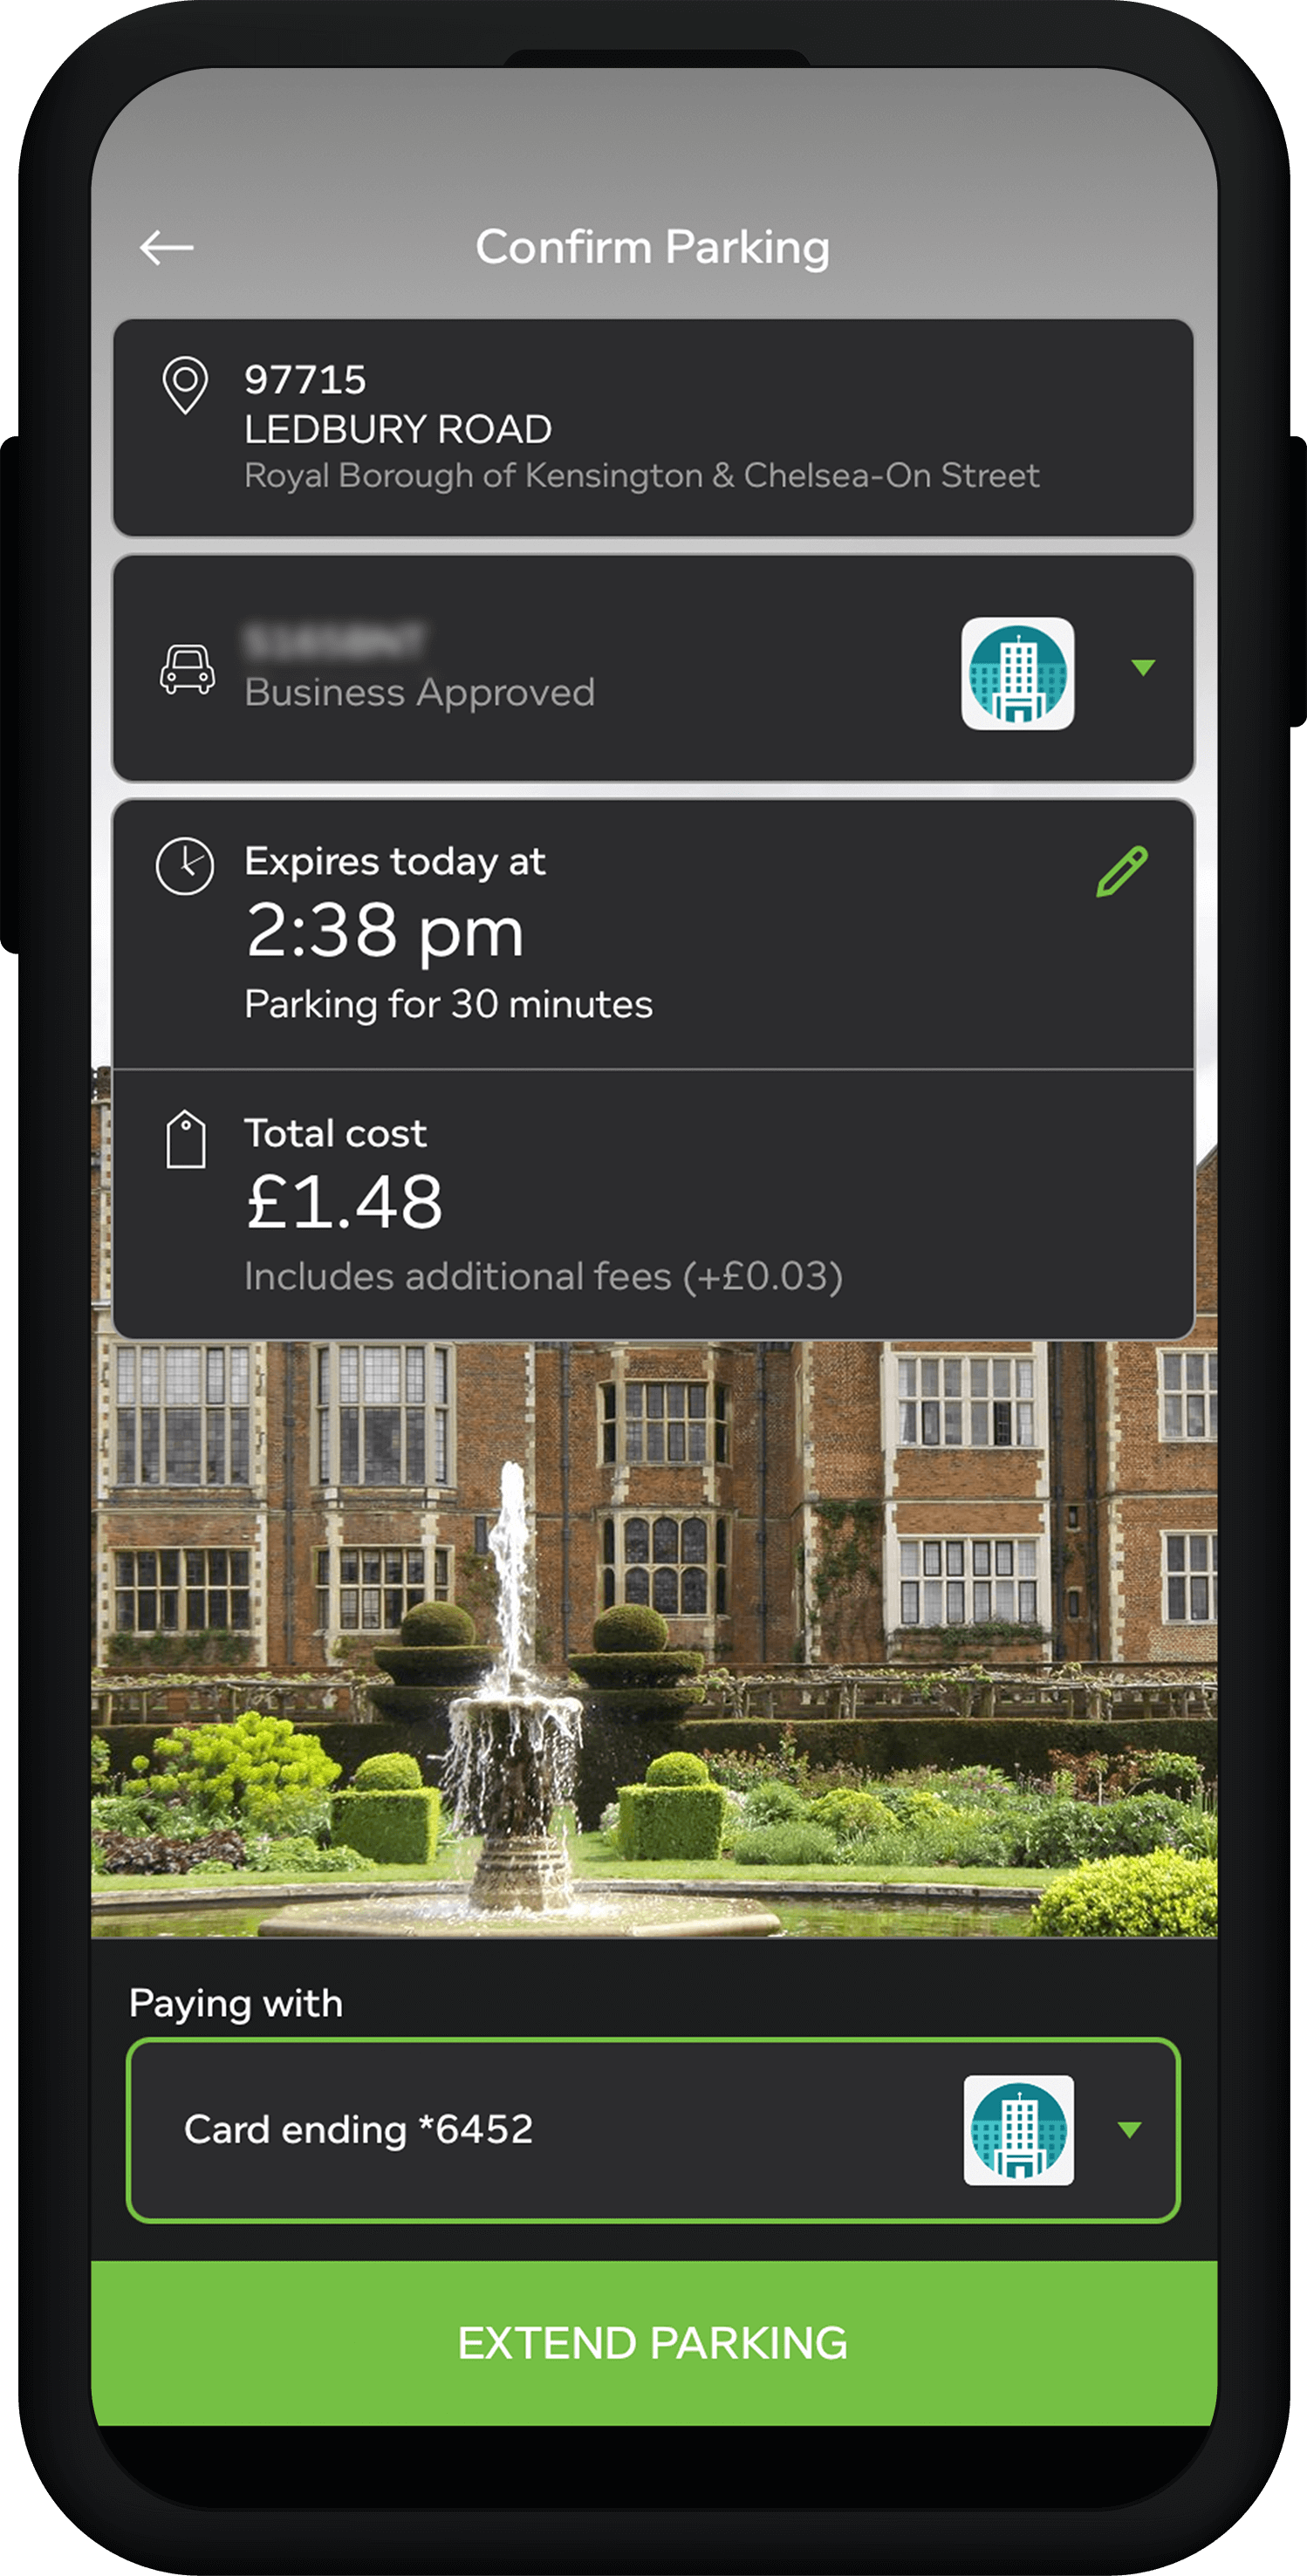 Confirm Parking
97715
LEDBURY ROAD
Royal Borough of Kensington & Chelsea-On Street
Business Approved
Expires today at
2:38 pm
Parking for 30 minutes
Total cost
£1.48
Includes additional fees (+£0.03)
Paying with
Card ending *6452
EXTEND PARKING